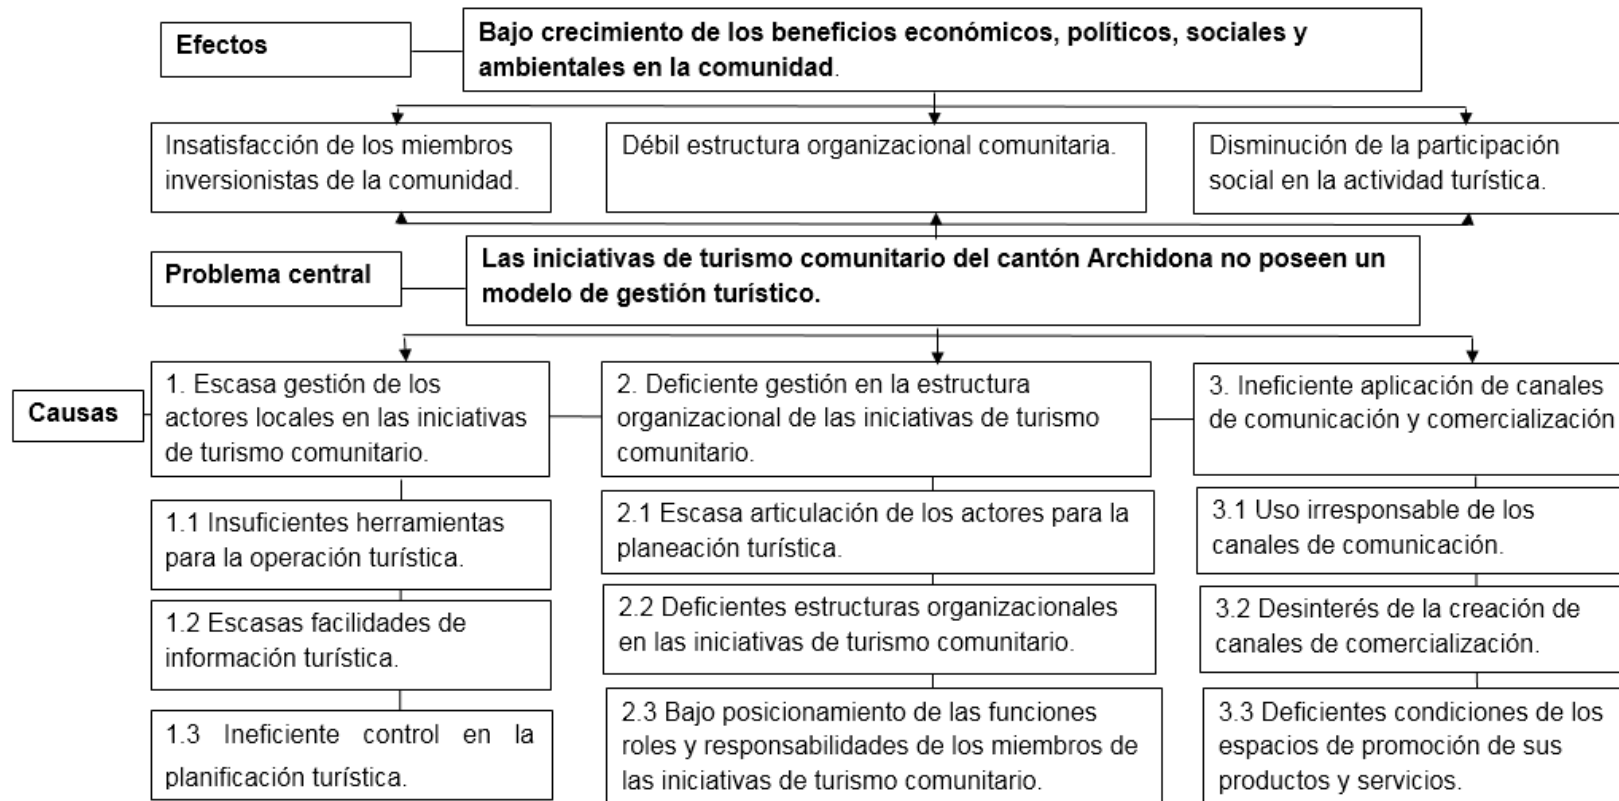 Efectos
Bajo crecimiento de los beneficios económicos, políticos, sociales y
ambientales en la comunidad.
Insatisfacción de los miembros
inversionistas de la comunidad.
Débil estructura organizacional comunitaria.
Disminución de la participación
social en la actividad turística.
Problema central
Las iniciativas de turismo comunitario del cantón Archidona no poseen un
modelo de gestión turístico.
Causas
1. Escasa gestión de los
actores locales en las iniciativas
de turismo comunitario.
2. Deficiente gestión en la estructura
organizacional de las iniciativas de turismo
comunitario.
3. Ineficiente aplicación de canales
de comunicación y comercialización
1.1 Insuficientes herramientas
para la operación turística.
2.1 Escasa articulación de los actores para la
planeación turística.
3.1 Uso irresponsable de los
canales de comunicación.
1.2 Escasas facilidades de
información turística.
2.2 Deficientes estructuras organizacionales
en las iniciativas de turismo comunitario.
3.2 Desinterés de la creación de
canales de comercialización.
1.3 Ineficiente control en la
planificación turística.
2.3 Bajo posicionamiento de las funciones
roles y responsabilidades de los miembros de
las iniciativas de turismo comunitario.
3.3 Deficientes condiciones de los
espacios de promoción de sus
productos y servicios.